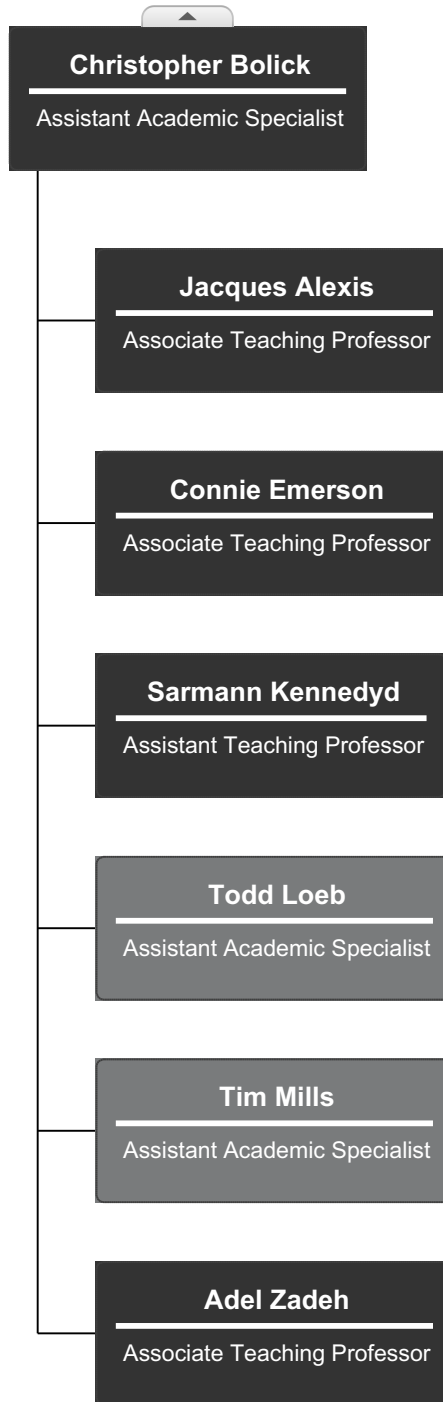 Christopher Bolick
Assistant Academic Specialist
Jacques Alexis
Associate Teaching Professor
Connie Emerson
Associate Teaching Professor
Sarmann Kennedyd
Assistant Teaching Professor
Todd Loeb
Assistant Academic Specialist
Tim Mills
Assistant Academic Specialist
Adel Zadeh
Associate Teaching Professor